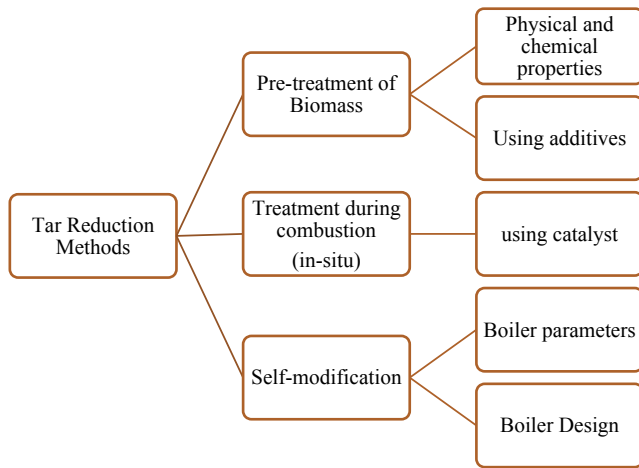 Tar Reduction
Methods
Pre-treatment of
Biomass
Physical and
chemical
properties
Using additives
Treatment during
combustion
(in-situ)
using catalyst
Self-modification
Boiler parameters
Boiler Design